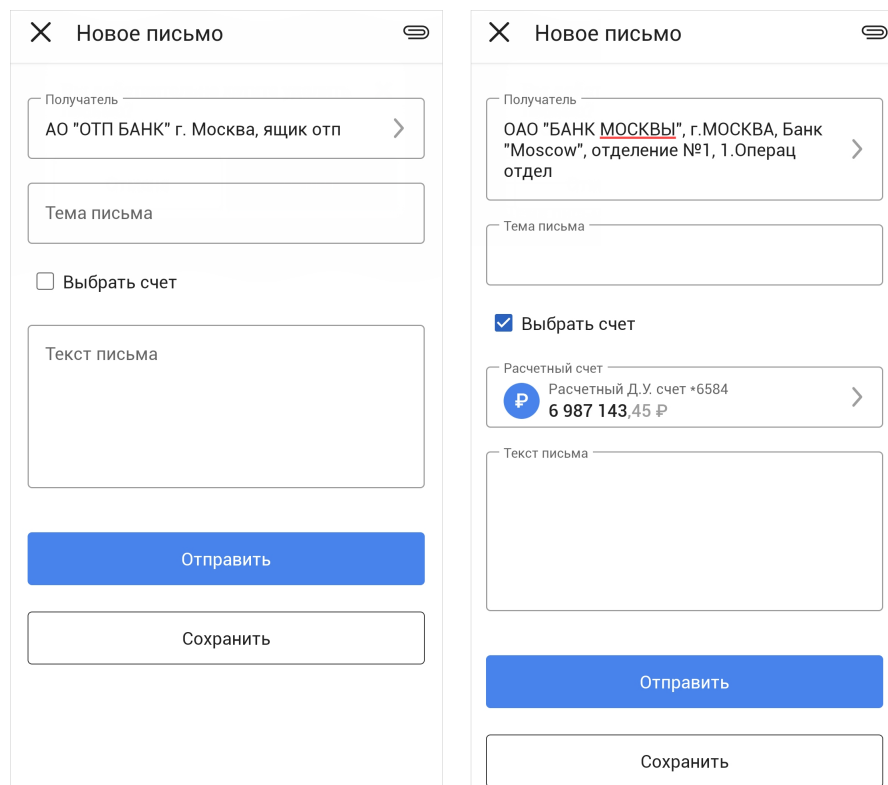 Новое письмо
Получатель
АО "ОТП БАНК" г. Москва, ящик отп
Тема письма
Выбрать счет
Текст письма
Отправить
Сохранить
Новое письмо
Получатель
ОАО "БАНК МОСКВЫ", г.МОСКВА, Банк
"Moscow", отделение №1, 1.Операц
отдел
Тема письма
Выбрать счет
Расчетный счет
Расчетный Д.У. счет *6584
₽
6 987 143,45 ₽
Текст письма
Отправить
Сохранить